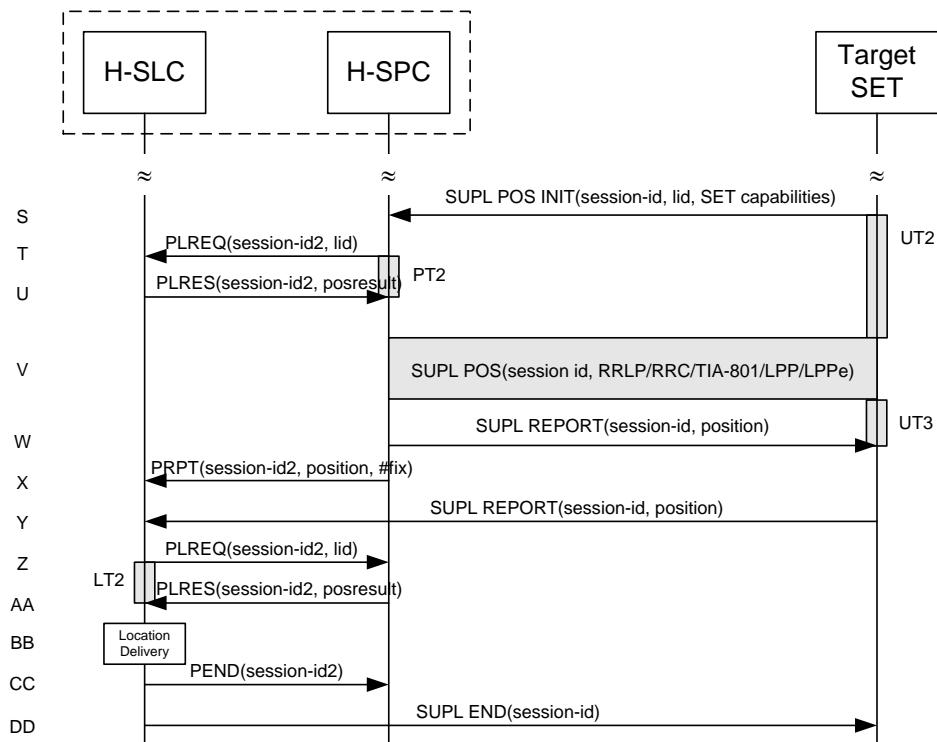 H-SLC
H-SPC
Target
SET
≈
≈
≈
S
SUPL POS INIT(session-id, lid, SET capabilities)
UT2
T
PLREQ(session-id2, lid)
PT2
U
PLRES(session-id2, posresult)
V
SUPL POS(session id, RRLP/RRC/TIA-801/LPP/LPPe)
UT3
W
SUPL REPORT(session-id, position)
X
PRPT(session-id2, position, #fix)
Y
SUPL REPORT(session-id, position)
Z
PLREQ(session-id2, lid)
LT2
AA
PLRES(session-id2, posresult)
BB
Location
Delivery
CC
PEND(session-id2)
DD
SUPL END(session-id)